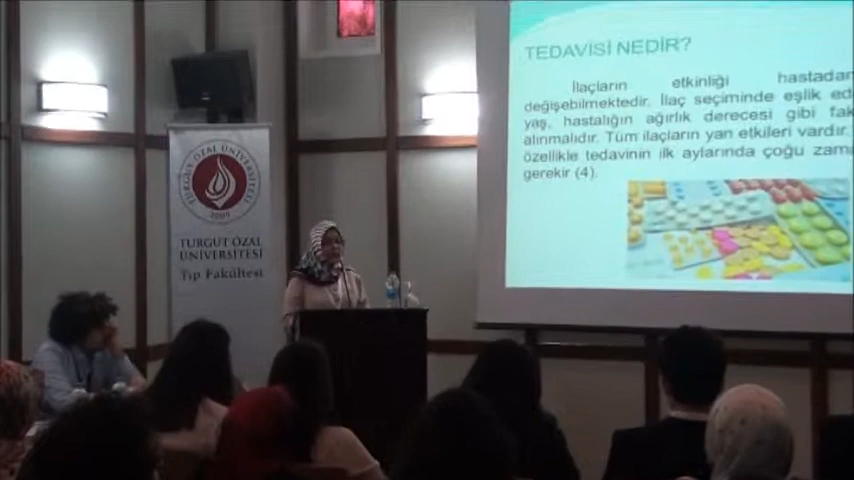 TEDAVİSİ NEDİR?
İlaçların etkinliği hastadan
değişebilmektedir. İlaç seçiminde eşlik ed
yaş, hastalığın ağırlık derecesi gibi fak
alınmalıdır. Tüm ilaçların yan etkileri vardır.
özellikle tedavinin ilk aylarında çoğu zama
gerekir (4).
TURGUT ÖZAL ÜNİVERSİTESİ
TURGUT ÖZAL
ÜNİVERSİTESİ
Tıp Fakültesi